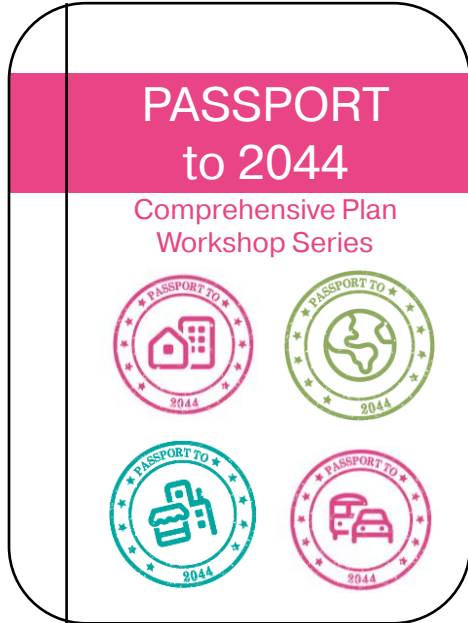 PASSPORT
to 2044
Comprehensive Plan
Workshop Series
PASSPORT TO
2044
PASSPORT TO
2044
PASSPORT TO
2044
PASSPORT TO
2044